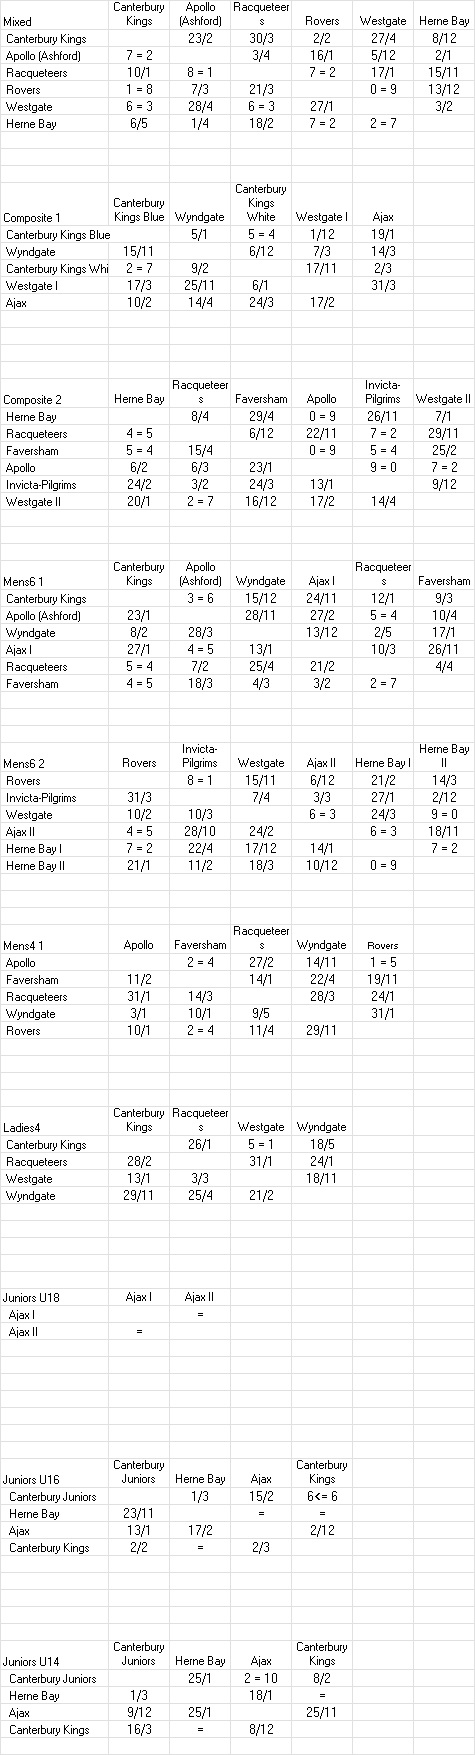 Mixed Canterbury Kings Apollo (Ashford) Racqueteers Rovers Westgate Herne Bay
Canterbury Kings 23/2 30/3 2/2 27/4 8/12
Apollo (Ashford) 7 = 2 3/4 16/1 5/12 2/1
Racqueteers 10/1 8 = 1 7 = 2 17/1 15/11
Rovers 1 = 8 7/3 21/3 0 = 9 13/12
Westgate 6 = 3 28/4 6 = 3 27/1 3/2
Herne Bay 6/5 1/4 18/2 7 = 2 2 = 7
Composite 1 Canterbury Kings Blue Wyndgate Canterbury Kings White Westgate I Ajax
Canterbury Kings Blue 5/1 5 = 4 1/12 19/1
Wyndgate 15/11 6/12 7/3 14/3
Canterbury Kings Whi 2 = 7 9/2 17/11 2/3
Westgate I 17/3 25/11 6/1 31/3
Ajax 10/2 14/4 24/3 17/2
Composite 2 Herne Bay Racqueteers Faversham Apollo Invicta-Pilgrims Westgate II
Herne Bay 8/4 29/4 0 = 9 26/11 7/1
Racqueteers 4 = 5 6/12 22/11 7 = 2 29/11
Faversham 5 = 4 15/4 0 = 9 5 = 4 25/2
Apollo 6/2 6/3 23/1 9 = 0 7 = 2
Invicta-Pilgrims 24/2 3/2 24/3 13/1 9/12
Westgate II 20/1 2 = 7 16/12 17/2 14/4
Mens6 1 Canterbury Kings Apollo (Ashford) Wyndgate Ajax I Racqueteers Faversham
Canterbury Kings 3 = 6 15/12 24/11 12/1 9/3
Apollo (Ashford) 23/1 28/11 27/2 5 = 4 10/4
Wyndgate 8/2 28/3 13/12 2/5 17/1
Ajax I 27/1 4 = 5 13/1 10/3 26/11
Racqueteers 5 = 4 7/2 25/4 21/2 4/4
Faversham 4 = 5 18/3 4/3 3/2 2 = 7
Mens6 2 Rovers Invicta-Pilgrims Westgate Ajax II Herne Bay I Herne Bay II
Rovers 8 = 1 15/11 6/12 21/2 14/3
Invicta-Pilgrims 31/3 7/4 3/3 27/1 2/12
Westgate 10/2 10/3 6 = 3 24/3 9 = 0
Ajax II 4 = 5 28/10 24/2 6 = 3 18/11
Herne Bay I 7 = 2 22/4 17/12 14/1 7 = 2
Herne Bay II 21/1 11/2 18/3 10/12 0 = 9
Mens4 1 Apollo Faversham Racqueteers Wyndgate Rovers
Apollo 2 = 4 27/2 14/11 1 = 5
Faversham 11/2 14/1 22/4 19/11
Racqueteers 31/1 14/3 28/3 24/1
Wyndgate 3/1 10/1 9/5 31/1
Rovers 10/1 2 = 4 11/4 29/11
Ladies4 Canterbury Kings Racqueteers Westgate Wyndgate
Canterbury Kings 26/1 5 = 1 18/5
Racqueteers 28/2 31/1 24/1
Westgate 13/1 3/3 18/11
Wyndgate 29/11 25/4 21/2
Juniors U18 Ajax I Ajax II
Ajax I =
Ajax II =
Juniors U16 Canterbury Juniors Herne Bay Ajax Canterbury Kings
Canterbury Juniors 1/3 15/2 6<= 6
Herne Bay 23/11 = =
Ajax 13/1 17/2 2/12
Canterbury Kings 2/2 = 2/3
Juniors U14 Canterbury Juniors Herne Bay Ajax Canterbury Kings
Canterbury Juniors 25/1 2 = 10 8/2
Herne Bay 1/3 18/1 =
Ajax 9/12 25/1 25/11
Canterbury Kings 16/3 = 8/12